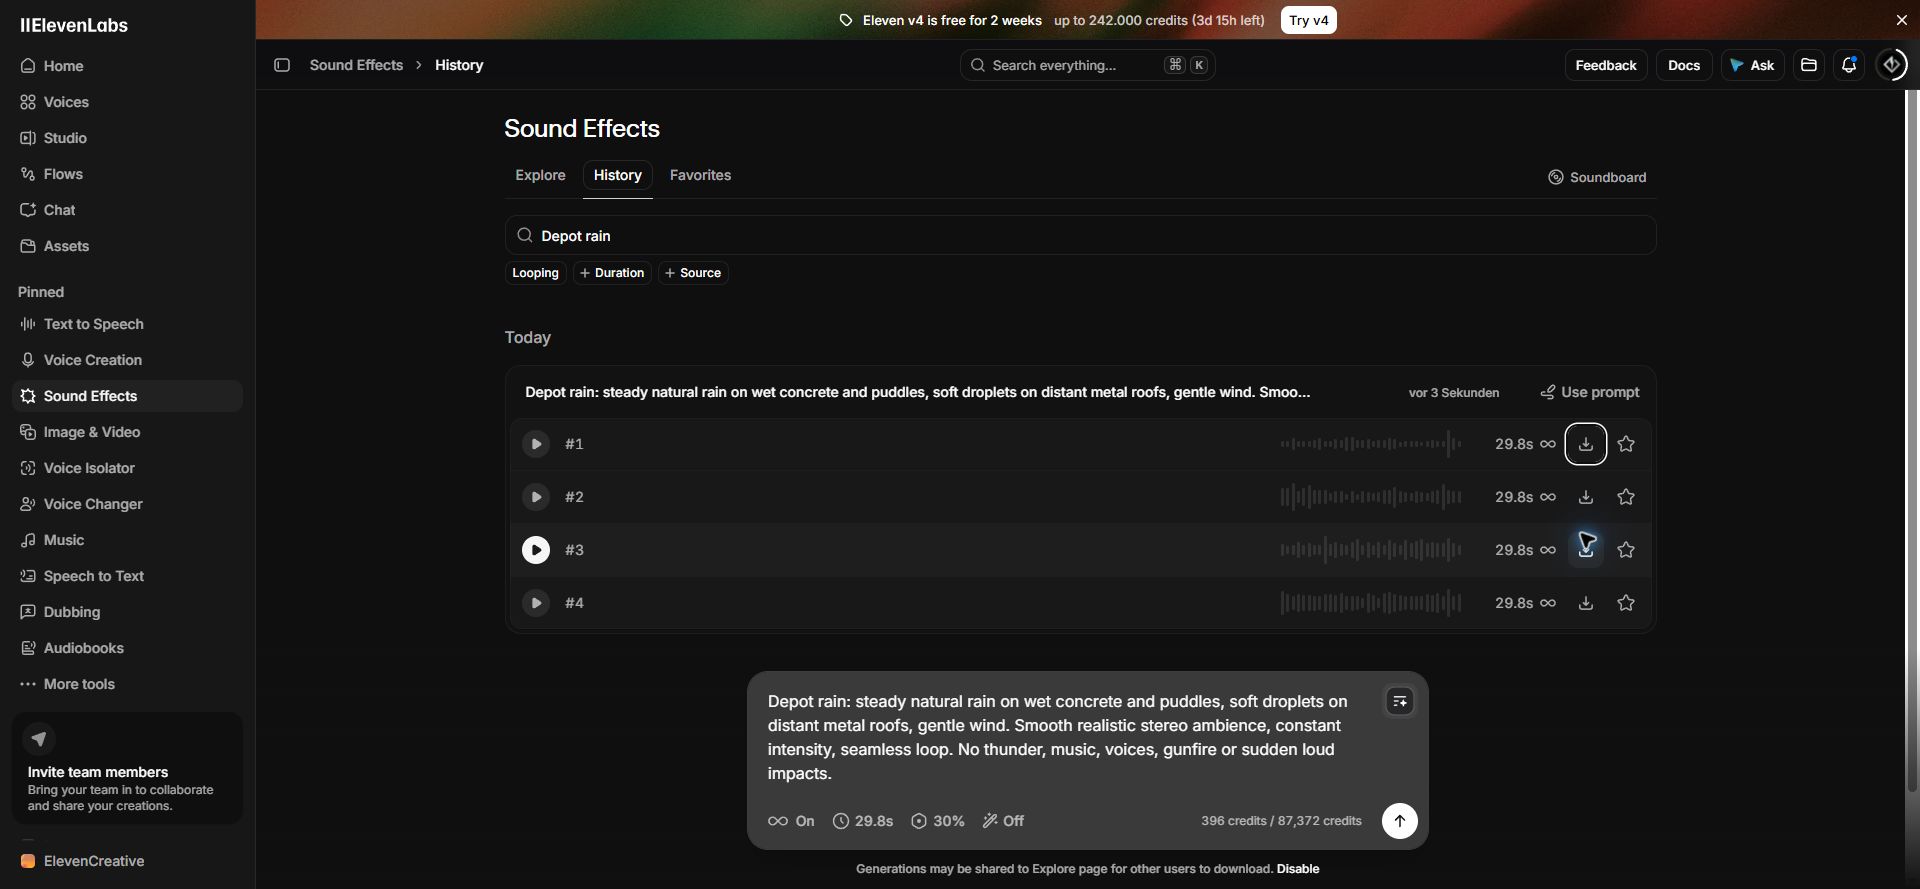 IIElevenLabs
Home
Voices
Studio
Flows
Chat
Assets
Pinned
Text to Speech
Voice Creation
Sound Effects
Image & Video
Voice Isolator
Voice Changer
Music
Speech to Text
Dubbing
Audiobooks
More tools
Invite team members
Bring your team in to collaborate
and share your creations.
ElevenCreative
Eleven v4 is free for 2 weeks up to 242.000 credits (3d 15h left) Try v4
Sound Effects > History
Search everything... ⌘ K
Feedback Docs Ask
Sound Effects
Explore History Favorites
Soundboard
Depot rain
Looping + Duration + Source
Today
Depot rain: steady natural rain on wet concrete and puddles, soft droplets on distant metal roofs, gentle wind. Smoo... vor 3 Sekunden Use prompt
#1 29.8s
#2 29.8s
#3 29.8s
#4 29.8s
Depot rain: steady natural rain on wet concrete and puddles, soft droplets on
distant metal roofs, gentle wind. Smooth realistic stereo ambience, constant
intensity, seamless loop. No thunder, music, voices, gunfire or sudden loud
impacts.
On 29.8s 30% Off 396 credits / 87,372 credits
Generations may be shared to Explore page for other users to download. Disable